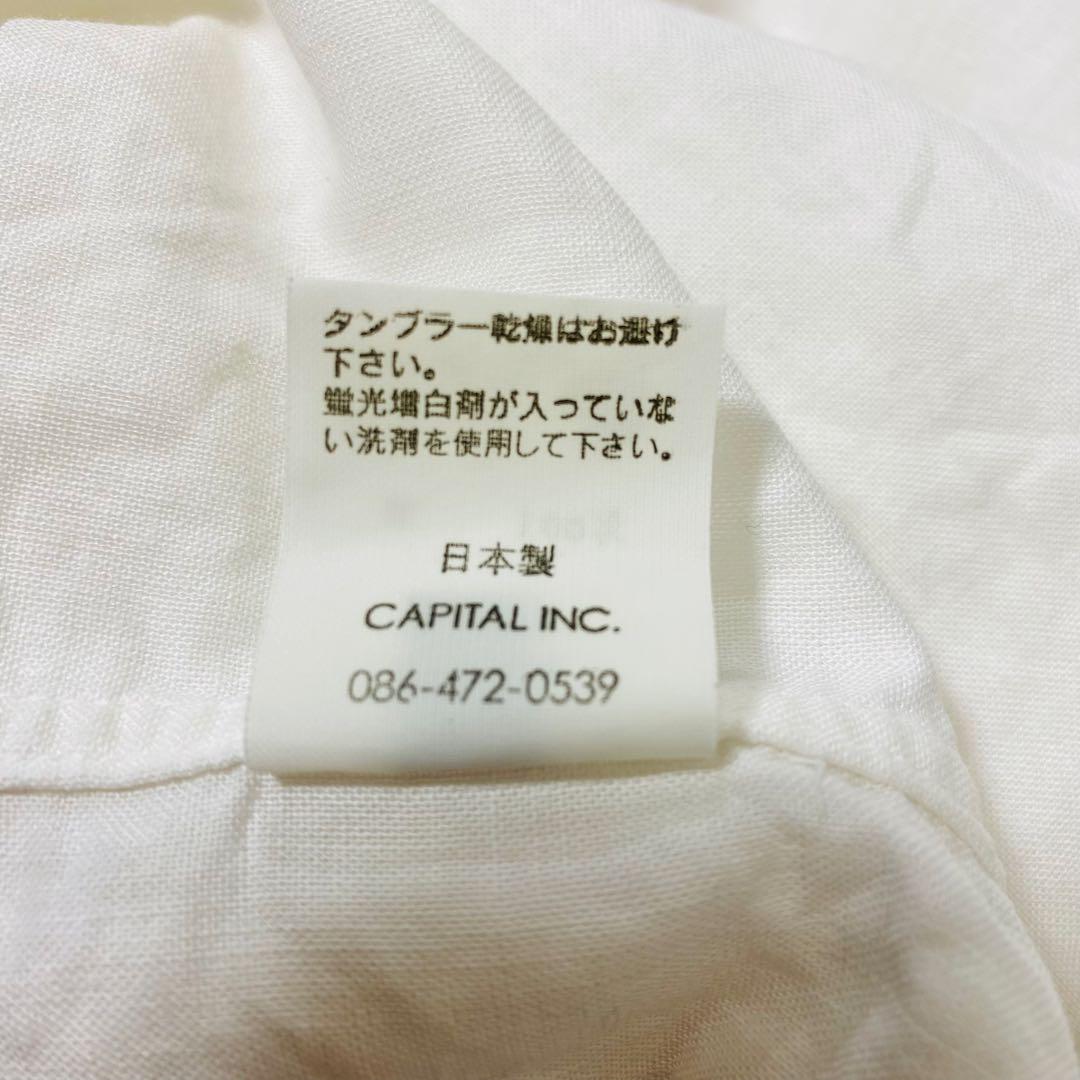 タンブラー乾燥はお避け
下さい。
蛍光増白剤が入っていな
い洗剤を使用して下さい。
日本製
CAPITAL INC.
086-472-0539